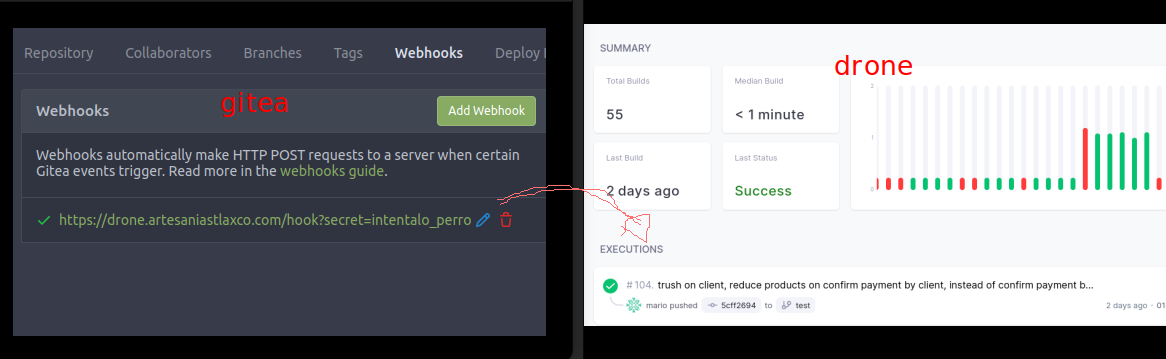 Repository Collaborators Branches Tags Webhooks Deploy
gitea
Webhooks Add Webhook
Webhooks automatically make HTTP POST requests to a server when certain
Gitea events trigger. Read more in the webhooks guide.
https://drone.artesaniastlaxco.com/hook?secret=intentalo_perro
SUMMARY
drone
Total Builds
55
Median Build
< 1 minute
Last Build
2 days ago
Last Status
Success
2
1
0
EXECUTIONS
#104. trush on client, reduce products on confirm payment by client, instead of confirm payment b...
mario pushed 5cff2694 to test 2 days ago · 01